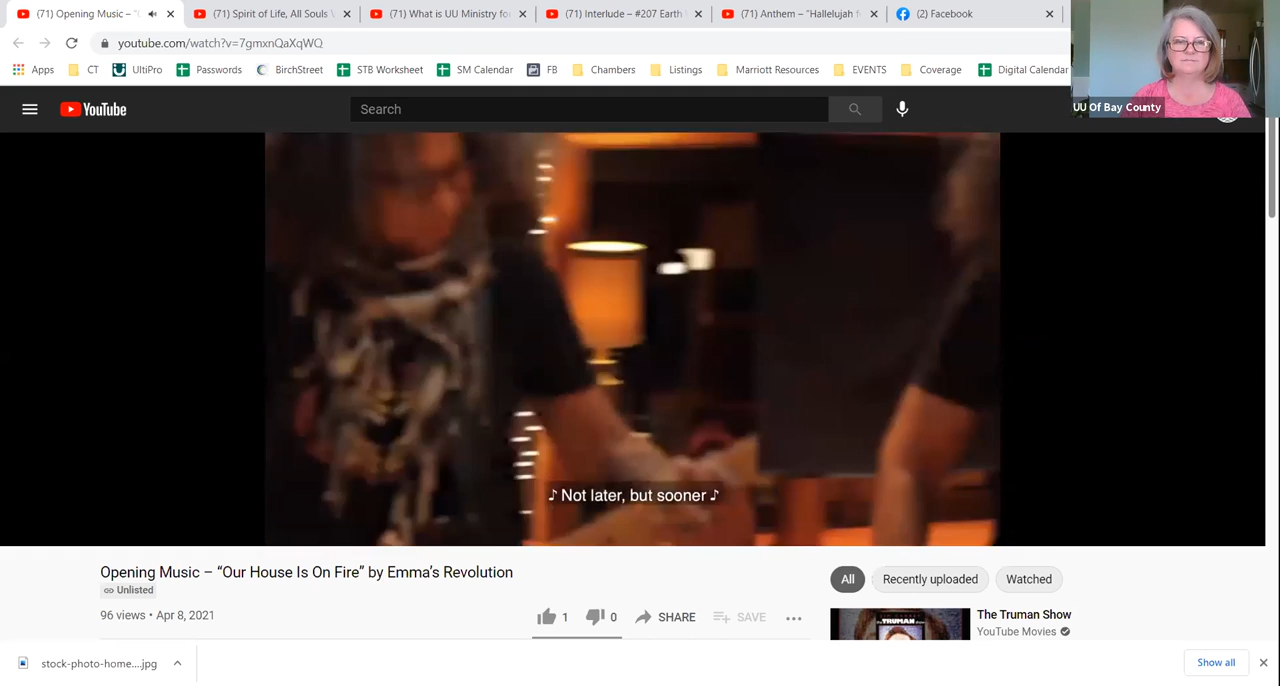 (71) Opening Music – "
(71) Spirit of Life, All Souls
(71) What is UU Ministry for
(71) Interlude – #207 Earth
(71) Anthem – "Hallelujah
(2) Facebook
youtube.com/watch?v=7gmxnQaXqWQ
Apps CT UltiPro Passwords BirchStreet STB Worksheet SM Calendar FB Chambers Listings Marriott Resources EVENTS Coverage Digital Calendar
UU Of Bay County
YouTube
Search
♪ Not later, but sooner ♪
Opening Music – “Our House Is On Fire” by Emma’s Revolution
Unlisted
96 views • Apr 8, 2021
1 0 SHARE SAVE
All Recently uploaded Watched
TRUMAN SHOW
The Truman Show
YouTube Movies
stock-photo-home....jpg
Show all